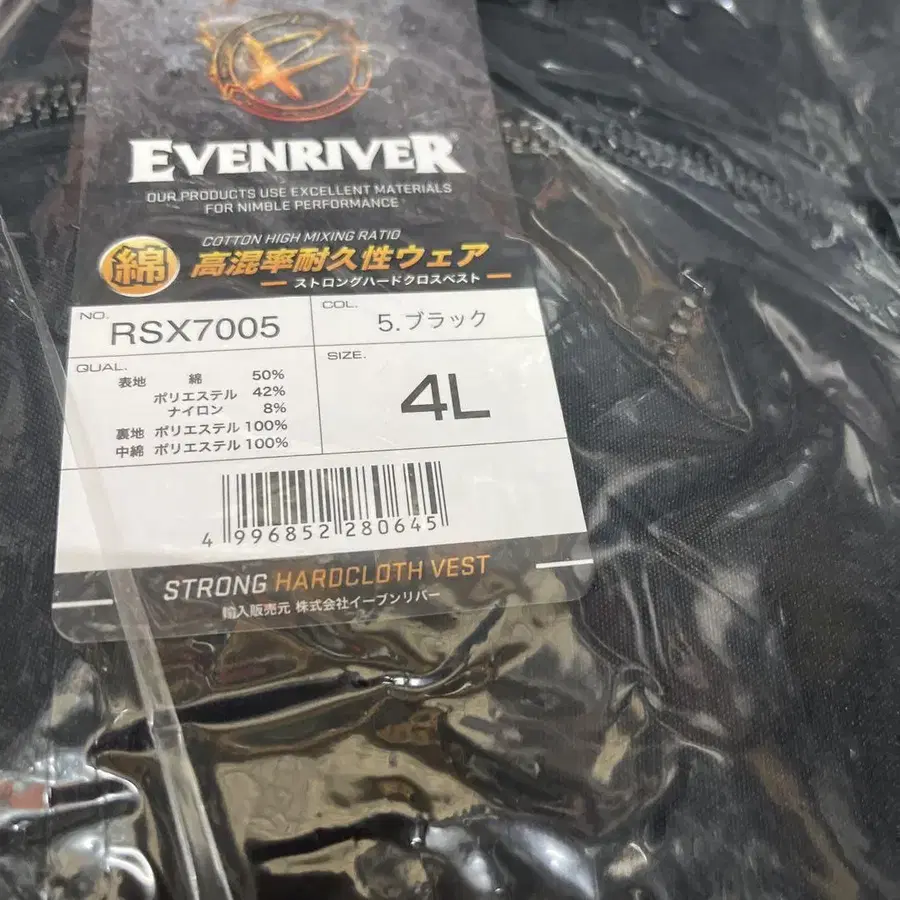 EVENRIVER
OUR PRODUCTS USE EXCELLENT MATERIALS
FOR NIMBLE PERFORMANCE
COTTON HIGH MIXING RATIO
綿 高混率耐久性ウェア
ストロングハードクロスベスト
NO. RSX7005
COL. 5.ブラック
QUAL.
表地 綿 50%
ポリエステル 42%
ナイロン 8%
裏地 ポリエステル 100%
中綿 ポリエステル 100%
SIZE.
4L
4 996852 280645
STRONG HARDCLOTH VEST
輸入販売元 株式会社イーブンリバー